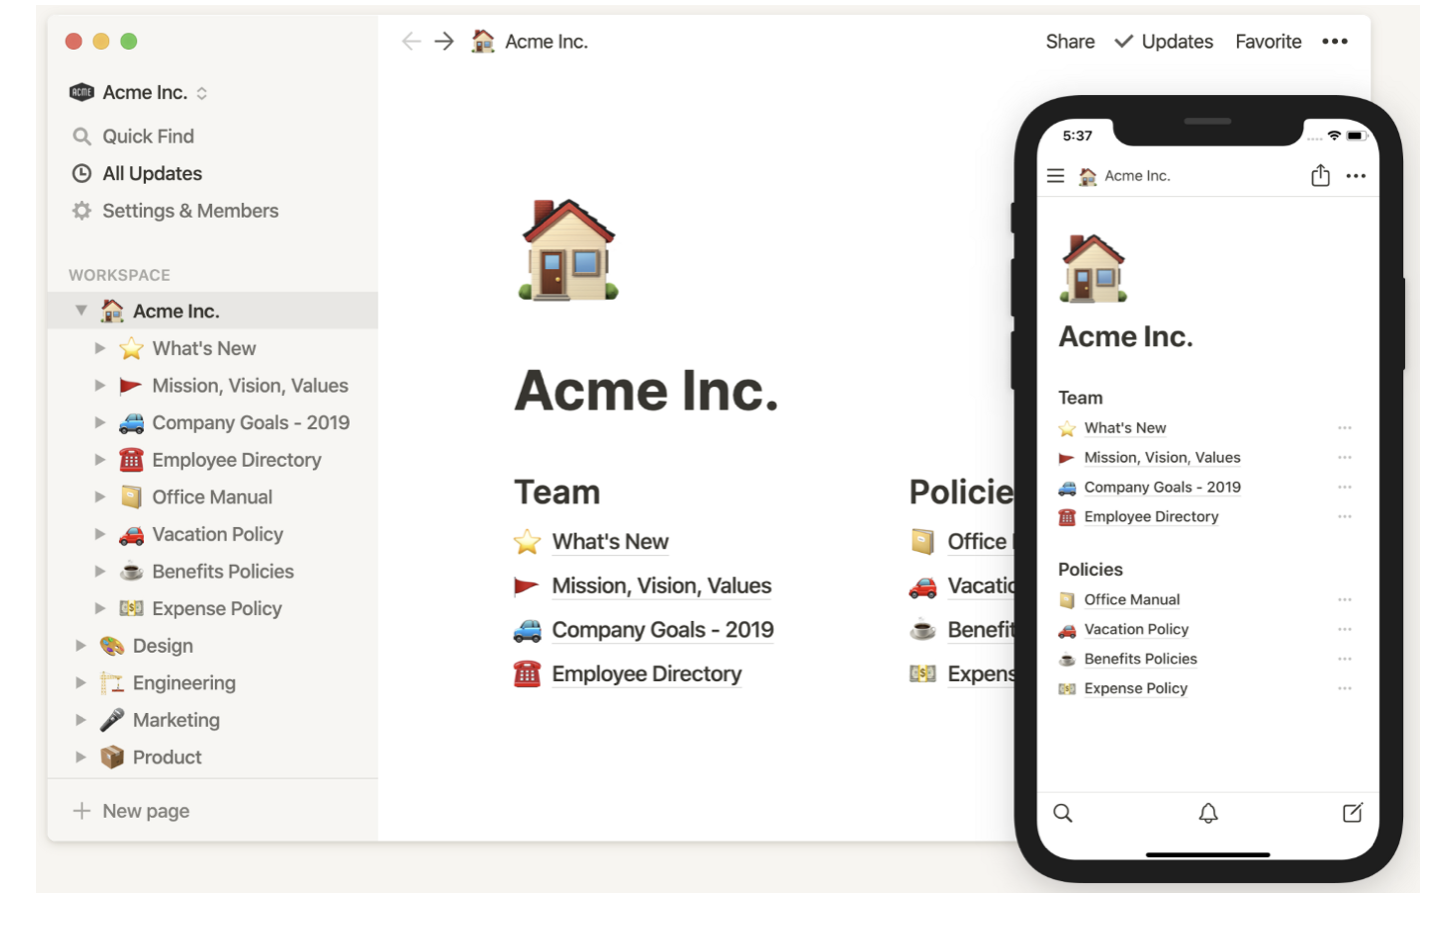 Acme Inc.
Share
Updates
Favorite
ACME
Acme Inc.
Quick Find
All Updates
Settings & Members
WORKSPACE
Acme Inc.
What's New
Mission, Vision, Values
Company Goals - 2019
Employee Directory
Office Manual
Vacation Policy
Benefits Policies
Expense Policy
Design
Engineering
Marketing
Product
New page
Acme Inc.
Team
What's New
Mission, Vision, Values
Company Goals - 2019
Employee Directory
Policie
Office
Vacatio
Benefit
Expens
5:37
Acme Inc.
Acme Inc.
Team
What's New
Mission, Vision, Values
Company Goals - 2019
Employee Directory
Policies
Office Manual
Vacation Policy
Benefits Policies
Expense Policy